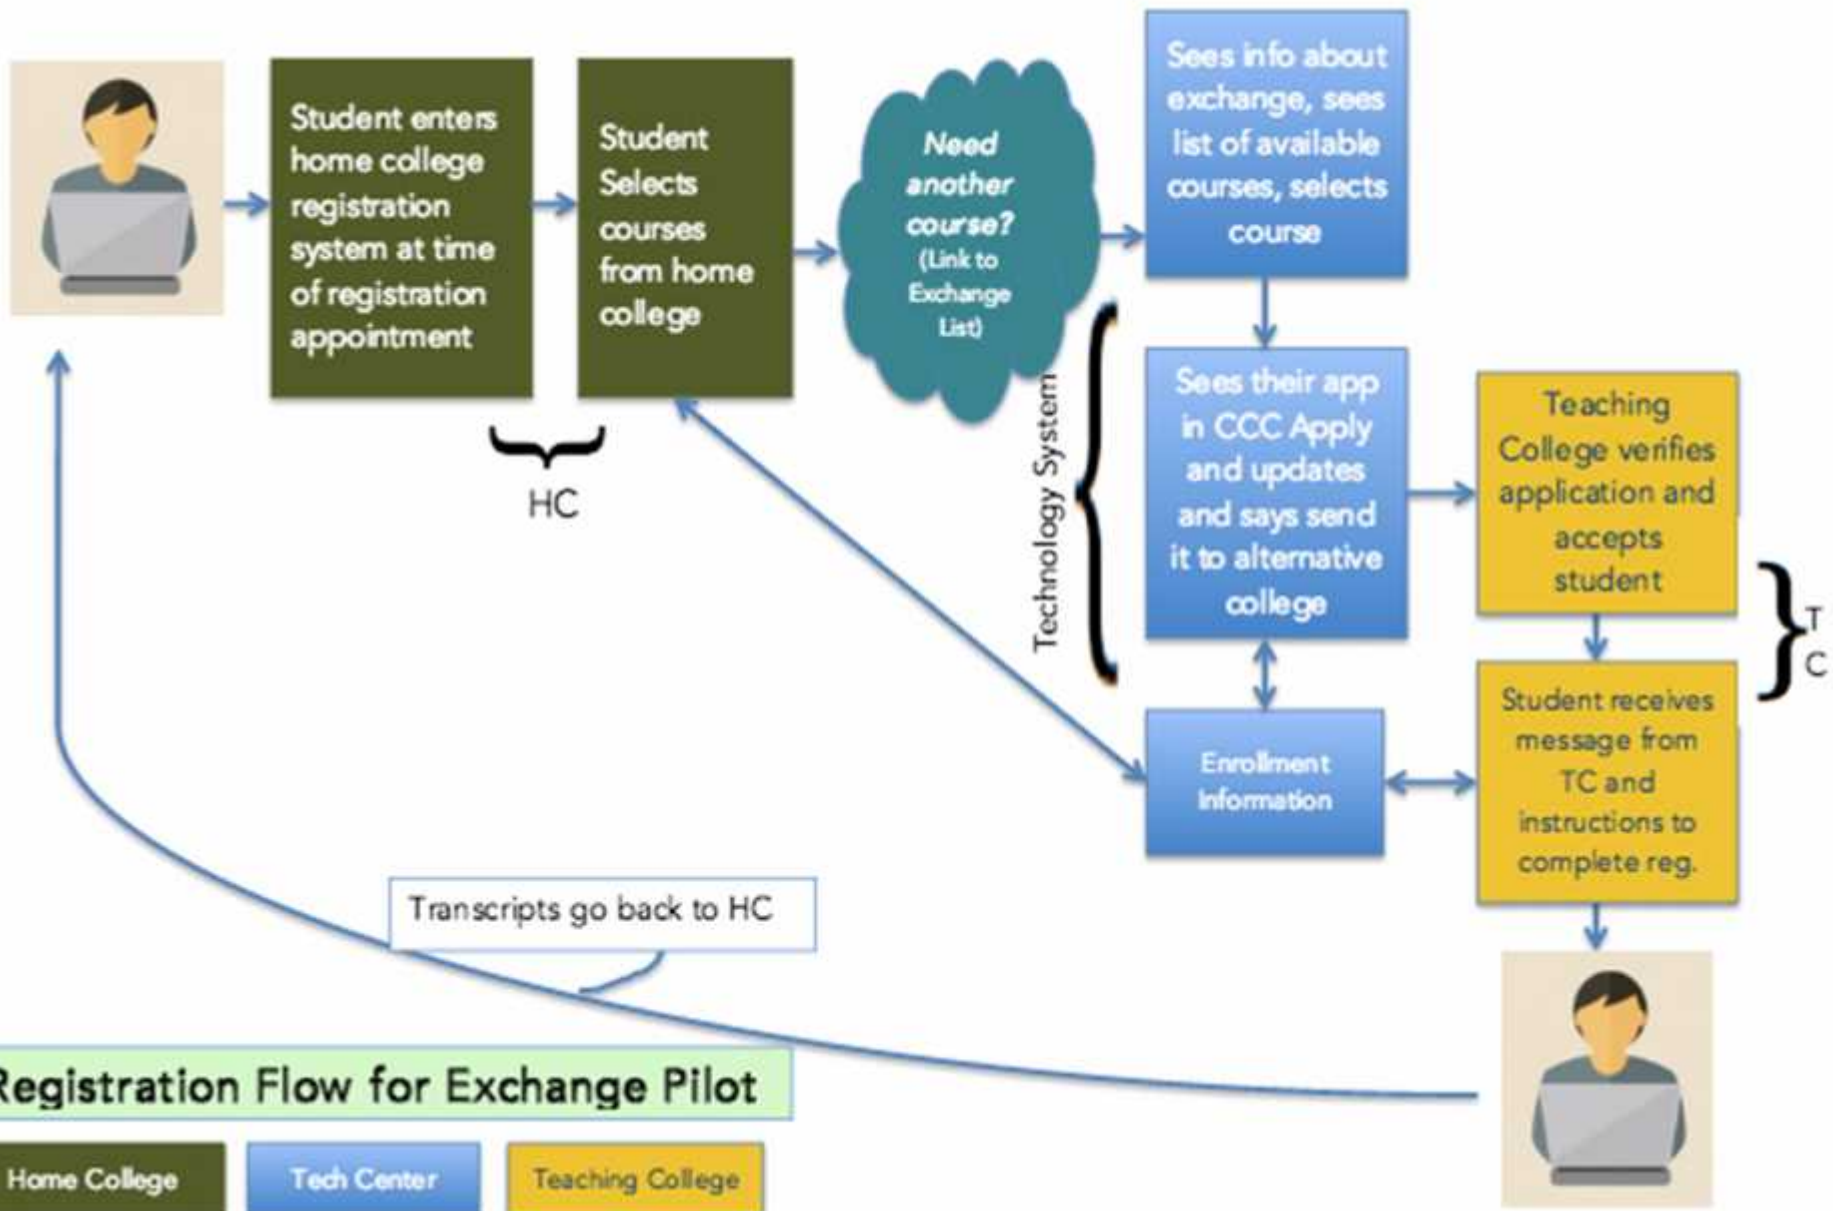 Student enters
home college
registration
system at time
of registration
appointment
Student
Selects
courses
from home
college
HC
Need
another
course?
(Link to
Exchange
List)
Sees info about
exchange, sees
list of available
courses, selects
course
Technology System
Sees their app
in CCC Apply
and updates
and says send
it to alternative
college
Teaching
College verifies
application and
accepts
student
T
C
Enrollment
Information
Student receives
message from
TC and
instructions to
complete reg.
Transcripts go back to HC
Registration Flow for Exchange Pilot
Home College
Tech Center
Teaching College